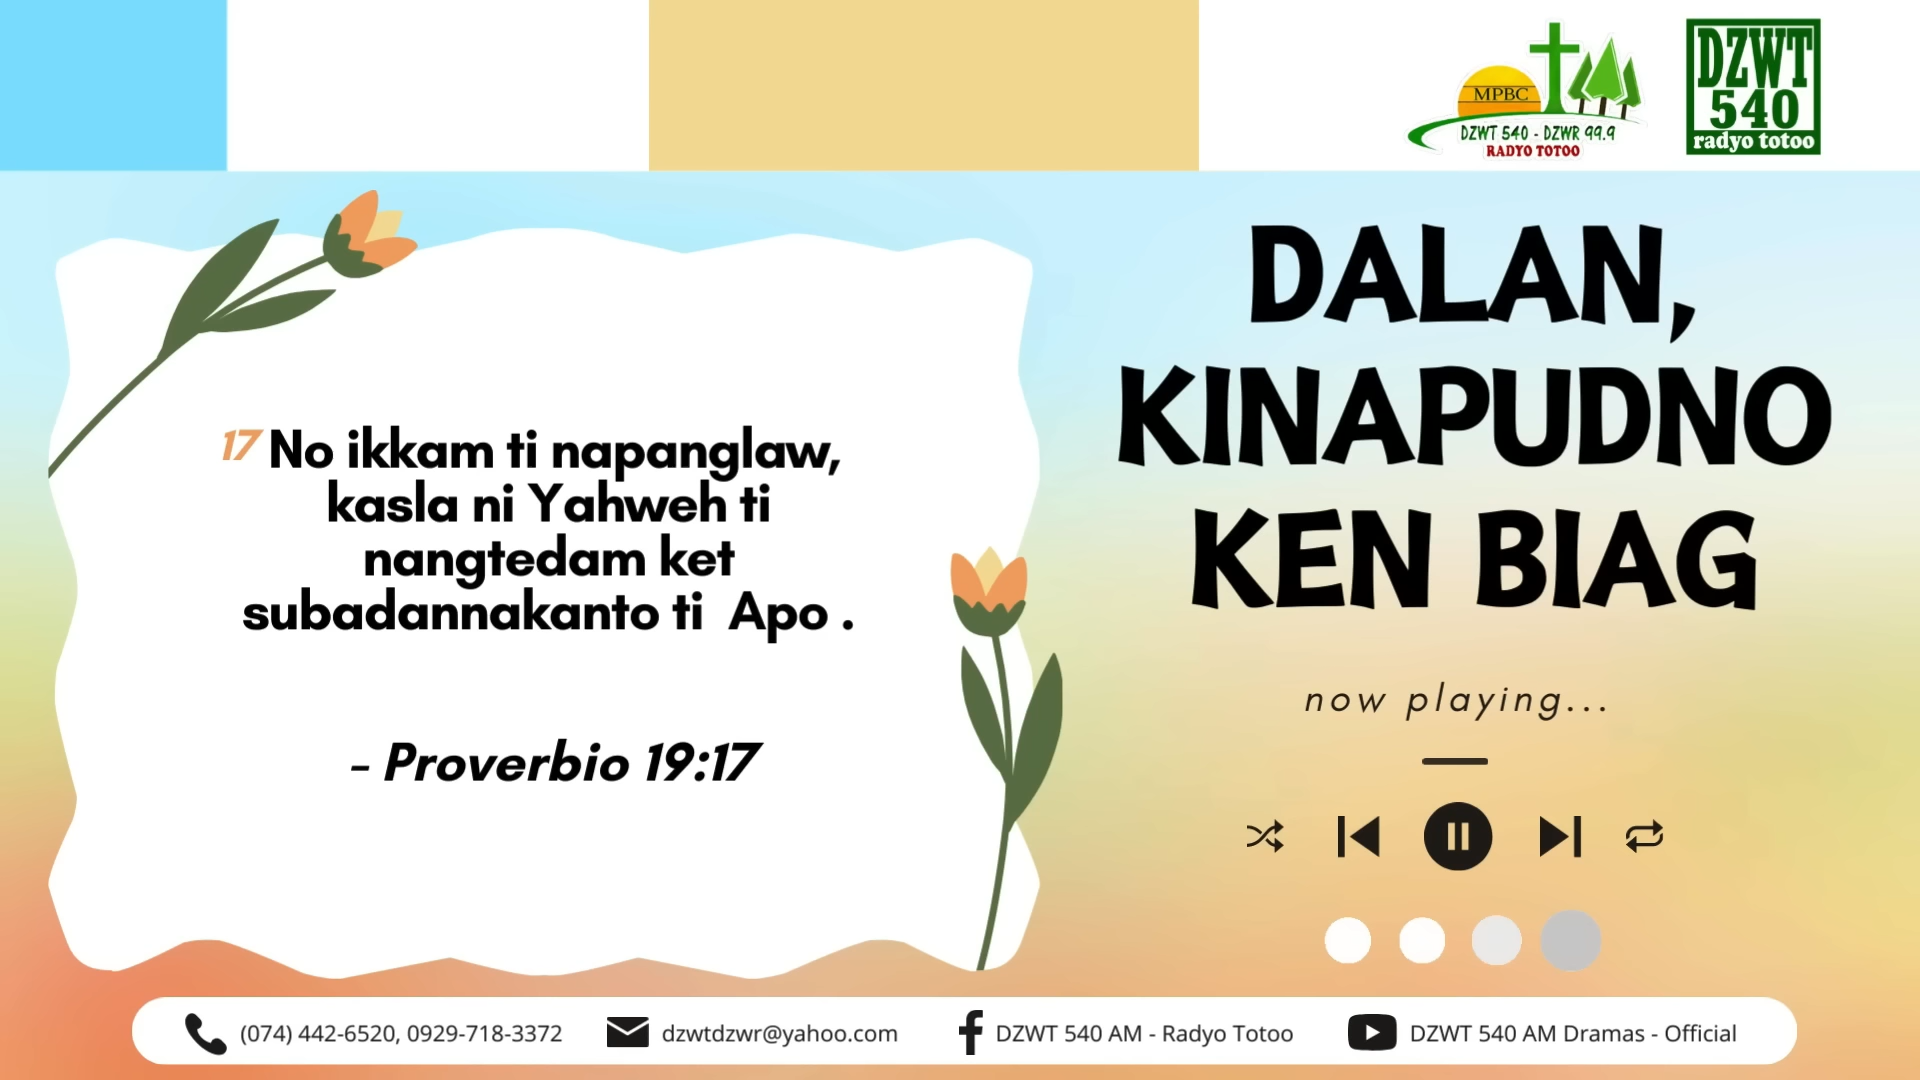 MPBC
DZWT 540 - DZWR 99.9
RADYO TOTOO
DZWT
540
radyo totoo
17 No ikkam ti napanglaw,
kasla ni Yahweh ti
nangtedam ket
subadannakanto ti Apo .
- Proverbio 19:17
DALAN,
KINAPUDNO
KEN BIAG
now playing...
(074) 442-6520, 0929-718-3372
dzwtdzwr@yahoo.com
DZWT 540 AM - Radyo Totoo
DZWT 540 AM Dramas - Official